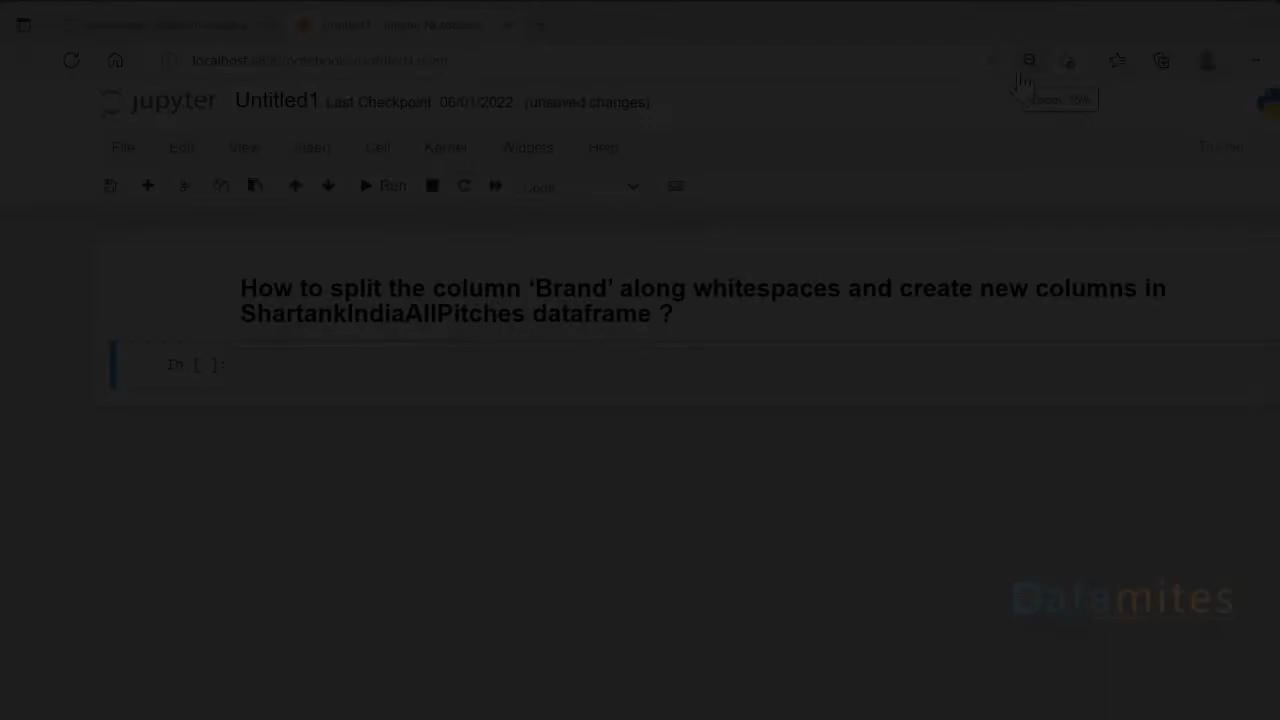 jupyter Untitled1 Last Checkpoint 06/01/2022 (unsaved changes)
File Edit View Insert Cell Kernel Widgets Help
Run Code
How to split the column ‘Brand’ along whitespaces and create new columns in
ShartankIndiaAllPitches dataframe ?
In [ ]:
Datamites